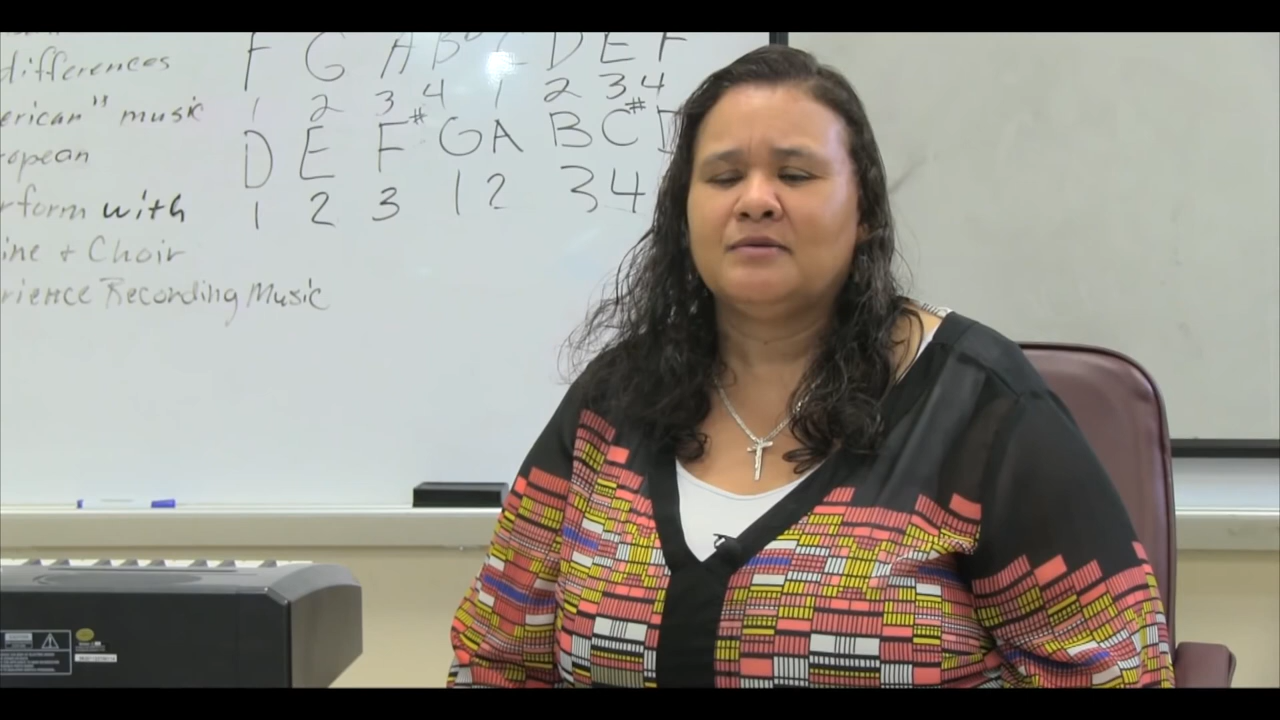 differences
erican" music
ropean
rform with
ine + Choir
rience Recording Music
F G A B♭ C D E F
1 2 3 4 1 2 3 4
D E F# G A B C# D
1 2 3 1 2 3 4